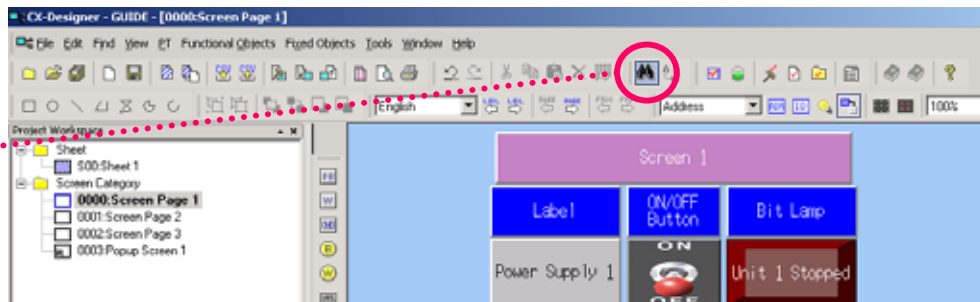 CX-Designer - GUIDE - [0000:Screen Page 1]
File Edit Find View PT Functional Objects Fixed Objects Tools Window Help
English Address 100%
Project Workspace
Sheet
S00:Sheet 1
Screen Category
0000:Screen Page 1
0001:Screen Page 2
0002:Screen Page 3
0003:Popup Screen 1
PB
W
B
W
Screen 1
Label
ON/OFF
Button
Bit Lamp
ON
Power Supply 1
Unit 1 Stopped
OFF